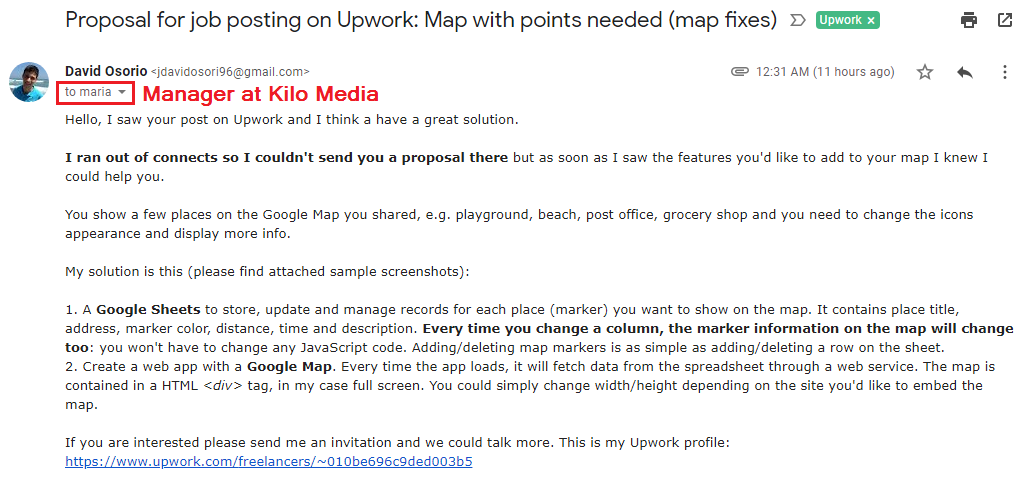 Proposal for job posting on Upwork: Map with points needed (map fixes) Upwork x
David Osorio <jdavidosori96@gmail.com> 12:31 AM (11 hours ago)
to maria Manager at Kilo Media
Hello, I saw your post on Upwork and I think a have a great solution.
I ran out of connects so I couldn't send you a proposal there but as soon as I saw the features you'd like to add to your map I knew I
could help you.
You show a few places on the Google Map you shared, e.g. playground, beach, post office, grocery shop and you need to change the icons
appearance and display more info.
My solution is this (please find attached sample screenshots):
1. A Google Sheets to store, update and manage records for each place (marker) you want to show on the map. It contains place title,
address, marker color, distance, time and description. Every time you change a column, the marker information on the map will change
too: you won't have to change any JavaScript code. Adding/deleting map markers is as simple as adding/deleting a row on the sheet.
2. Create a web app with a Google Map. Every time the app loads, it will fetch data from the spreadsheet through a web service. The map is
contained in a HTML <div> tag, in my case full screen. You could simply change width/height depending on the site you'd like to embed the
map.
If you are interested please send me an invitation and we could talk more. This is my Upwork profile:
https://www.upwork.com/freelancers/~010be696c9ded003b5